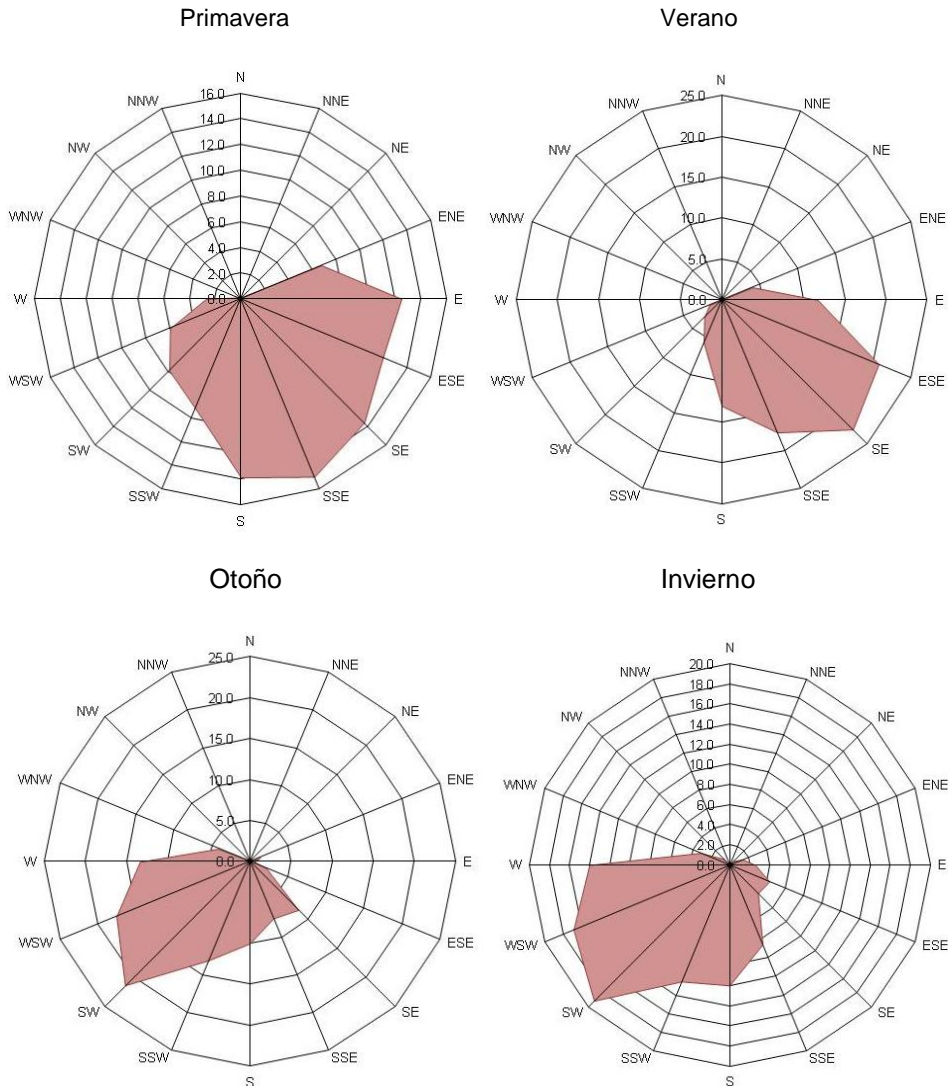 Primavera
Verano
N
NNE
NE
ENE
E
ESE
SE
SSE
S
SSW
SW
WSW
W
WNW
NW
NNW
16.0
14.0
12.0
10.0
8.0
6.0
4.0
2.0
0.0
N
NNE
NE
ENE
E
ESE
SE
SSE
S
SSW
SW
WSW
W
WNW
NW
NNW
25.0
20.0
15.0
10.0
5.0
0.0
Otoño
Invierno
N
NNE
NE
ENE
E
ESE
SE
SSE
S
SSW
SW
WSW
W
WNW
NW
NNW
25.0
20.0
15.0
10.0
5.0
0.0
N
NNE
NE
ENE
E
ESE
SE
SSE
S
SSW
SW
WSW
W
WNW
NW
NNW
20.0
18.0
16.0
14.0
12.0
10.0
8.0
6.0
4.0
2.0
0.0